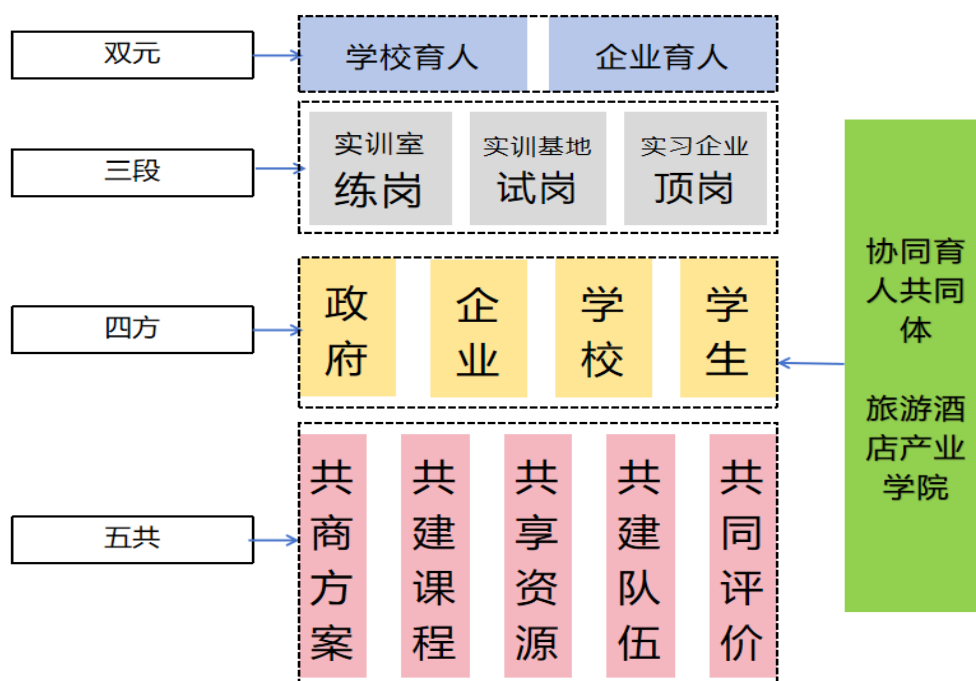 双元
学校育人
企业育人
三段
实训室
练岗
实训基地
试岗
实习企业
顶岗
四方
政府
企业
学校
学生
五共
共商方案
共建课程
共享资源
共建队伍
共同评价
协同育
人共同
体
旅游酒
店产业
学院